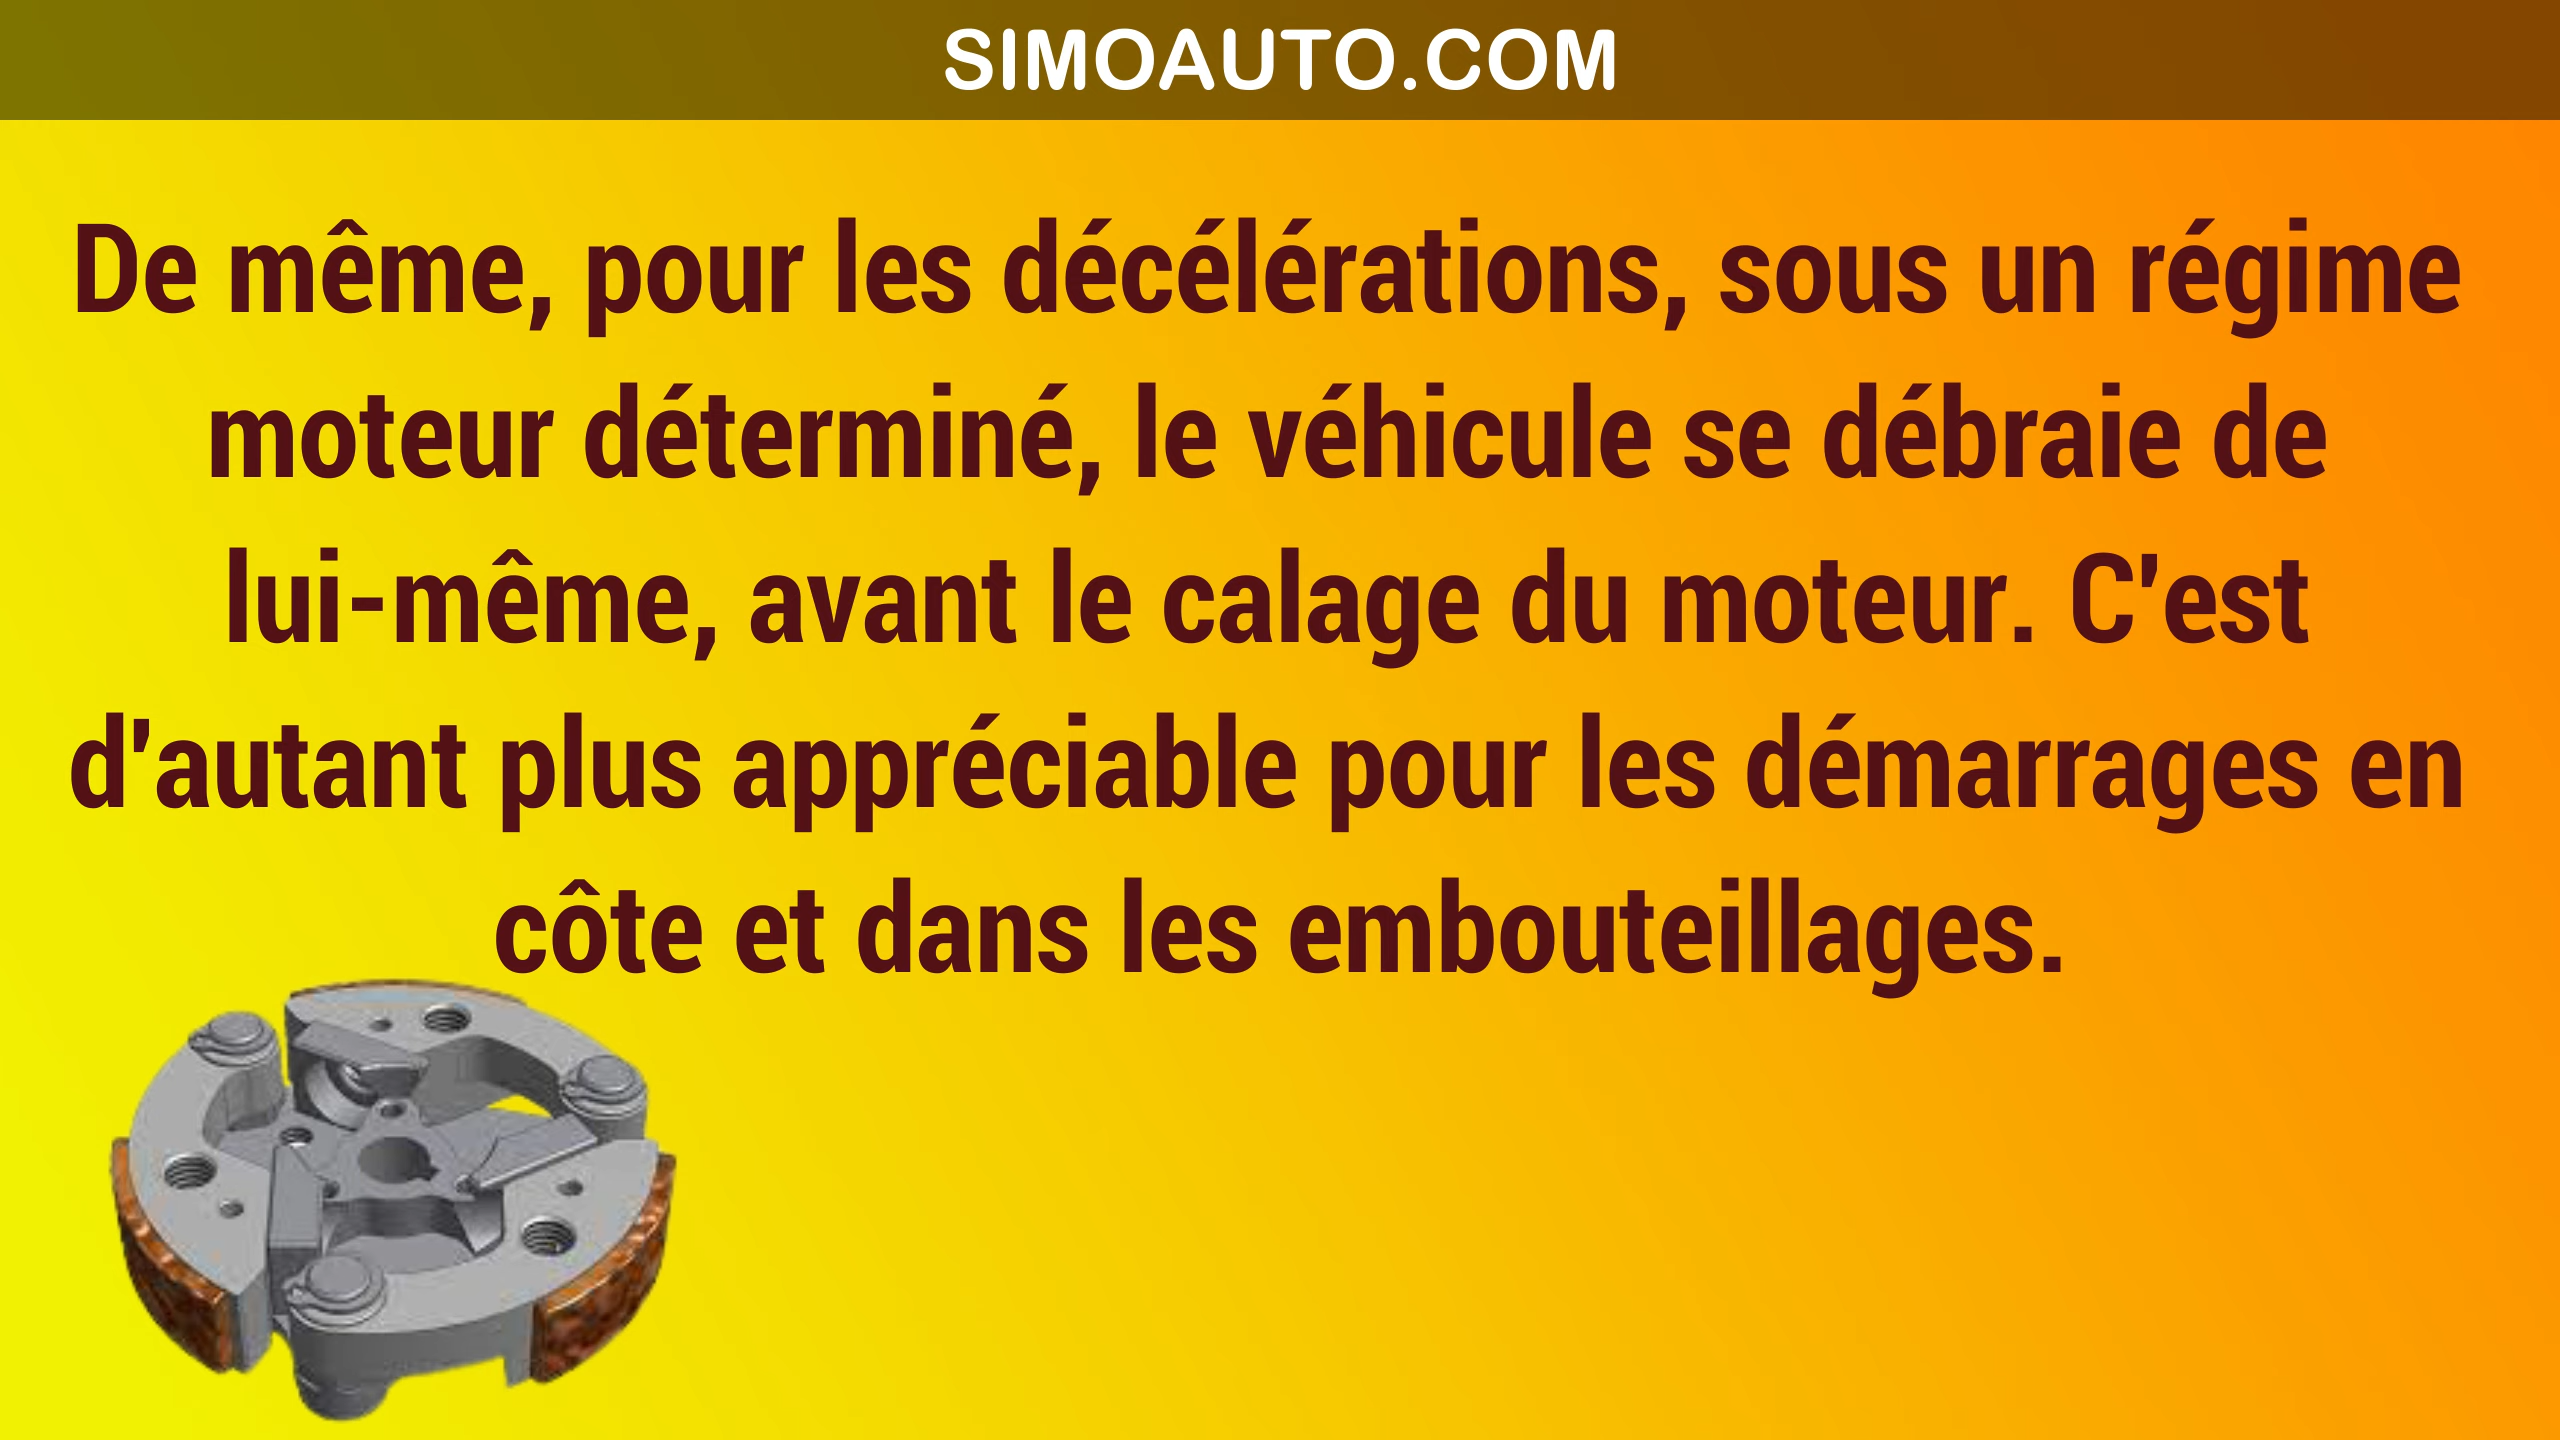 SIMOAUTO.COM
De même, pour les décélérations, sous un régime
moteur déterminé, le véhicule se débraie de
lui-même, avant le calage du moteur. C'est
d'autant plus appréciable pour les démarrages en
côte et dans les embouteillages.